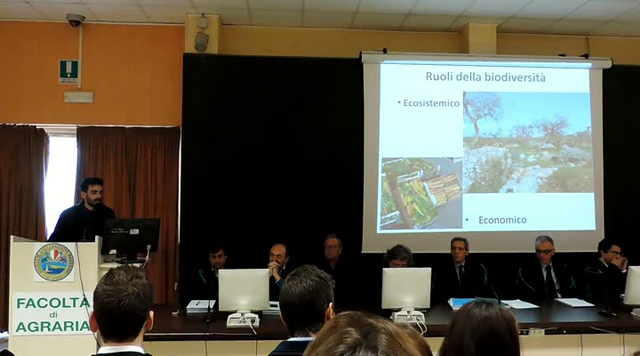 Ruoli della biodiversità
• Ecosistemico
• Economico
FACOLTÀ
di
AGRARIA